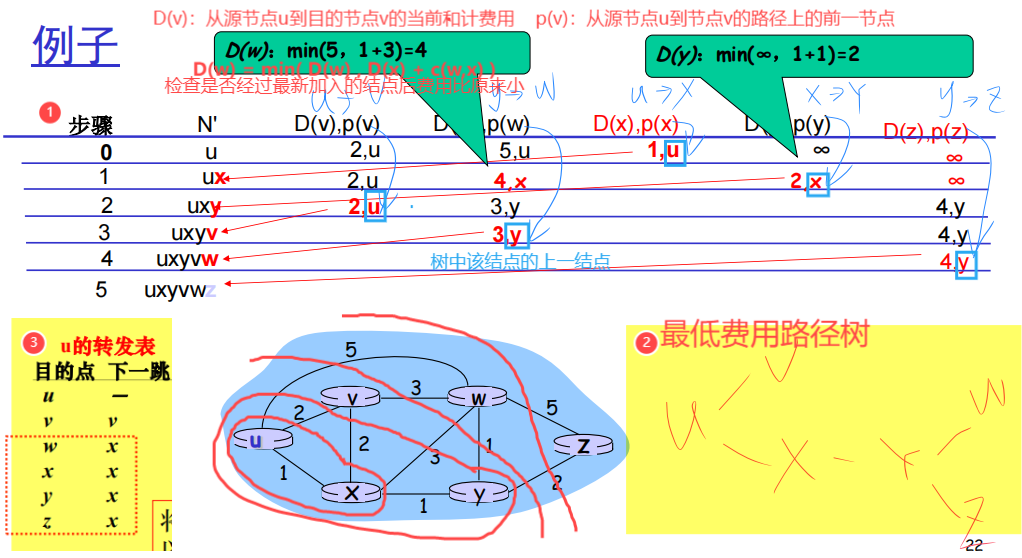 D(v)：从源节点u到目的节点v的当前和计费用 p(v)：从源节点u到节点v的路径上的前一节点
例子
D(w)：min(5，1+3)=4
D(y)：min(∞，1+1)=2
D(w) = min( D(w) , D(x) + c(w,x) )
检查是否经过最新加入的结点后费用比原来小
u→V y→W u→X x→Y y→Z
1
步骤 N' D(v),p(v) D ,p(w) D(x),p(x) D p(y) D(z),p(z)
0 u 2,u 5,u 1,u ∞ ∞
1 ux 2,u 4,x 2,x ∞
2 uxy 2,u 3,y 4,y
3 uxyv 3,y 4,y
4 uxyvw 4,y
树中该结点的上一结点
5 uxyvwz
3 u的转发表
目的点 下一跳
u –
v v
w x
x x
y x
z x
将
5
v 3 w
2 5
u 2 1 z
3
1 2
x 1 y
2 最低费用路径树
V
U W
X Y
Z
22